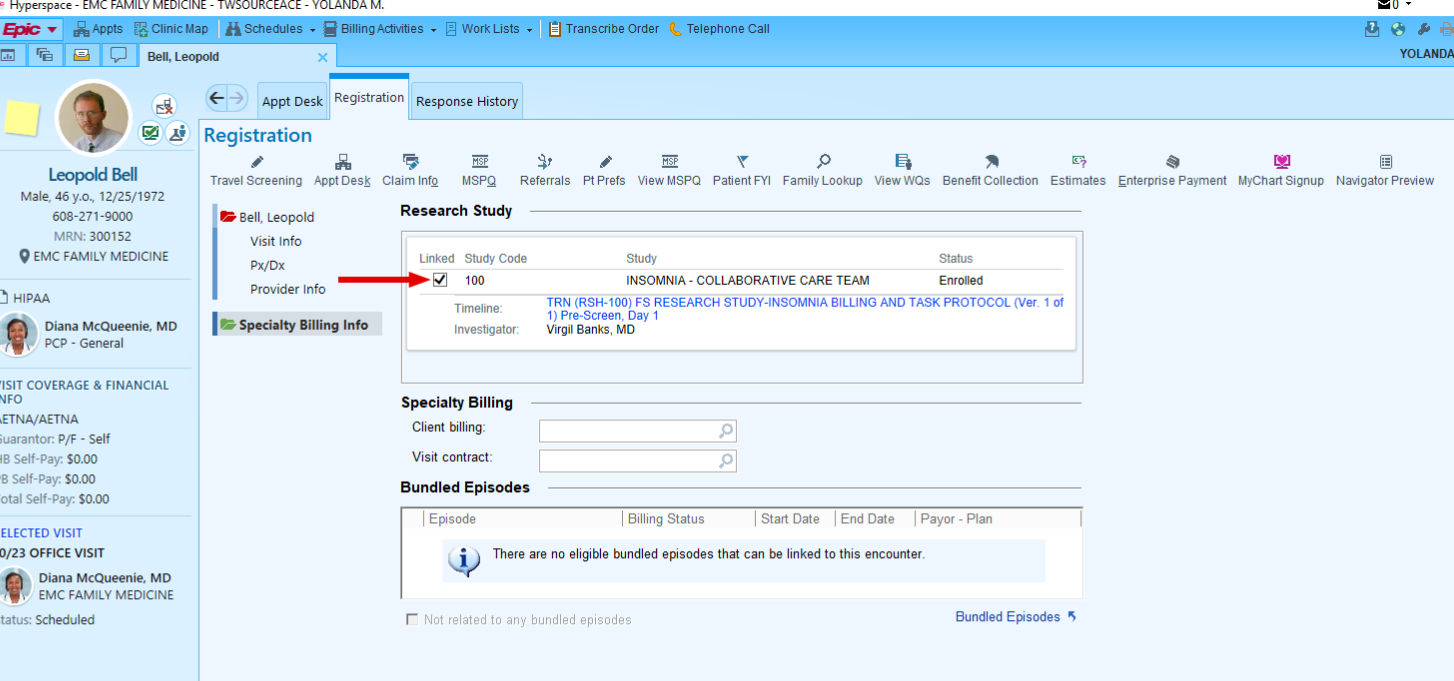 Hyperspace - EMC FAMILY MEDICINE - TWSOURCEACE - YOLANDA M.
0
Epic Appts Clinic Map Schedules Billing Activities Work Lists Transcribe Order Telephone Call
Bell, Leopold
YOLANDA
Appt Desk Registration Response History
Registration
Travel Screening Appt Desk Claim Info MSPQ Referrals Pt Prefs View MSPQ Patient FYI Family Lookup View WQs Benefit Collection Estimates Enterprise Payment MyChart Signup Navigator Preview
MSP MSP
Leopold Bell
Male, 46 y.o., 12/25/1972
608-271-9000
MRN: 300152
EMC FAMILY MEDICINE
HIPAA
Diana McQueenie, MD
PCP - General
VISIT COVERAGE & FINANCIAL
INFO
AETNA/AETNA
Guarantor: P/F - Self
HB Self-Pay: $0.00
PB Self-Pay: $0.00
Total Self-Pay: $0.00
SELECTED VISIT
0/23 OFFICE VISIT
Diana McQueenie, MD
EMC FAMILY MEDICINE
Status: Scheduled
Bell, Leopold
Visit Info
Px/Dx
Provider Info
Specialty Billing Info
Research Study
Linked Study Code Study Status
100 INSOMNIA - COLLABORATIVE CARE TEAM Enrolled
Timeline: TRN (RSH-100) FS RESEARCH STUDY-INSOMNIA BILLING AND TASK PROTOCOL (Ver. 1 of
1) Pre-Screen, Day 1
Investigator: Virgil Banks, MD
Specialty Billing
Client billing:
Visit contract:
Bundled Episodes
Episode Billing Status Start Date End Date Payor - Plan
There are no eligible bundled episodes that can be linked to this encounter.
Not related to any bundled episodes
Bundled Episodes